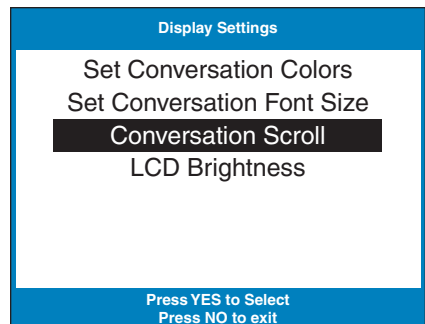 Display Settings
Set Conversation Colors
Set Conversation Font Size
Conversation Scroll
LCD Brightness
Press YES to Select
Press NO to exit